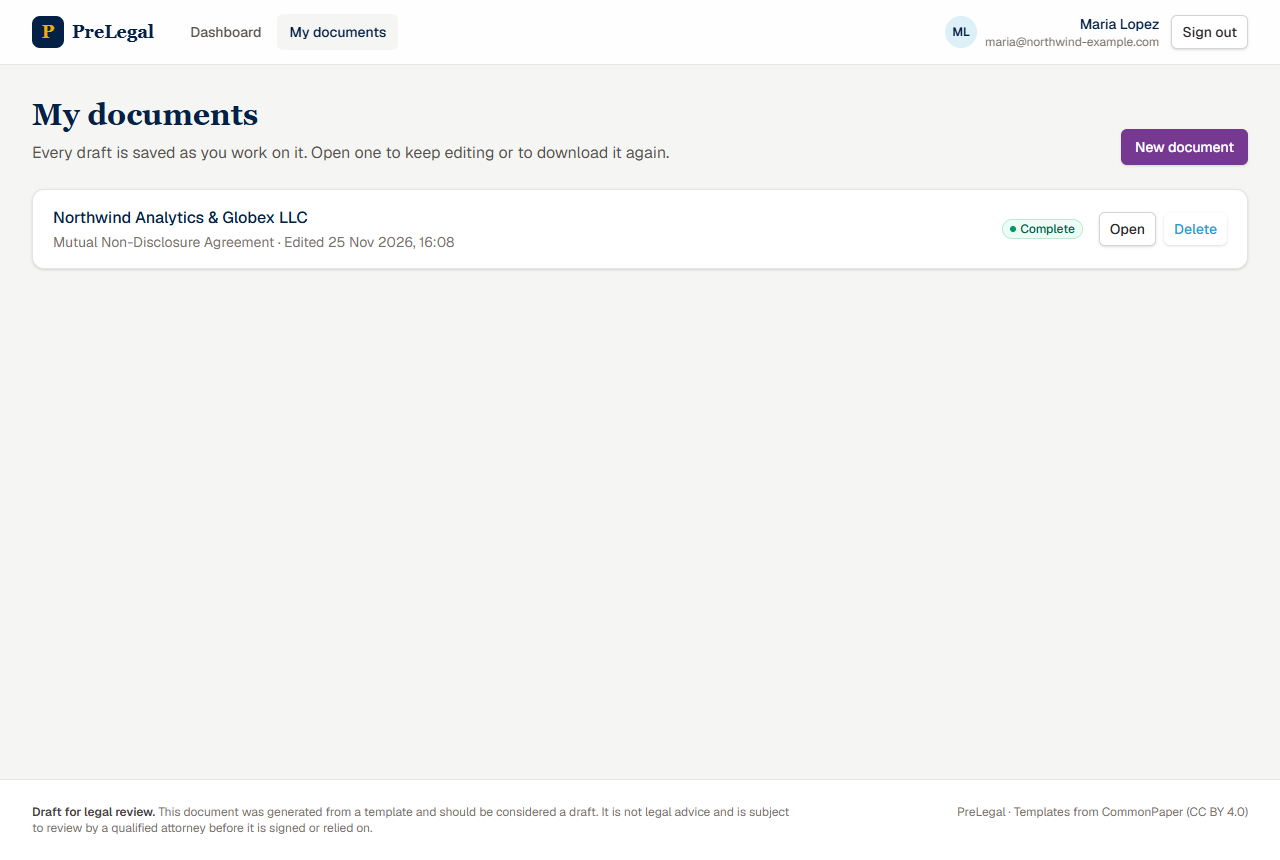 P PreLegal Dashboard My documents ML Maria Lopez Sign out
maria@northwind-example.com
My documents
Every draft is saved as you work on it. Open one to keep editing or to download it again.
New document
Northwind Analytics & Globex LLC
Mutual Non-Disclosure Agreement · Edited 25 Nov 2026, 16:08
Complete Open Delete
Draft for legal review. This document was generated from a template and should be considered a draft. It is not legal advice and is subject
to review by a qualified attorney before it is signed or relied on.
PreLegal · Templates from CommonPaper (CC BY 4.0)